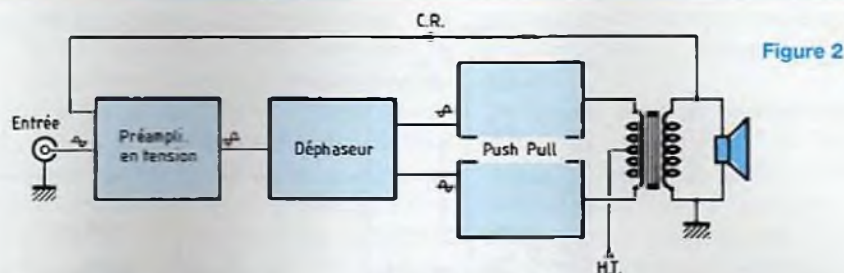 C.R.
Figure 2
Entrée
Préampli.
en tension
Déphaseur
Push Pull
H.T.